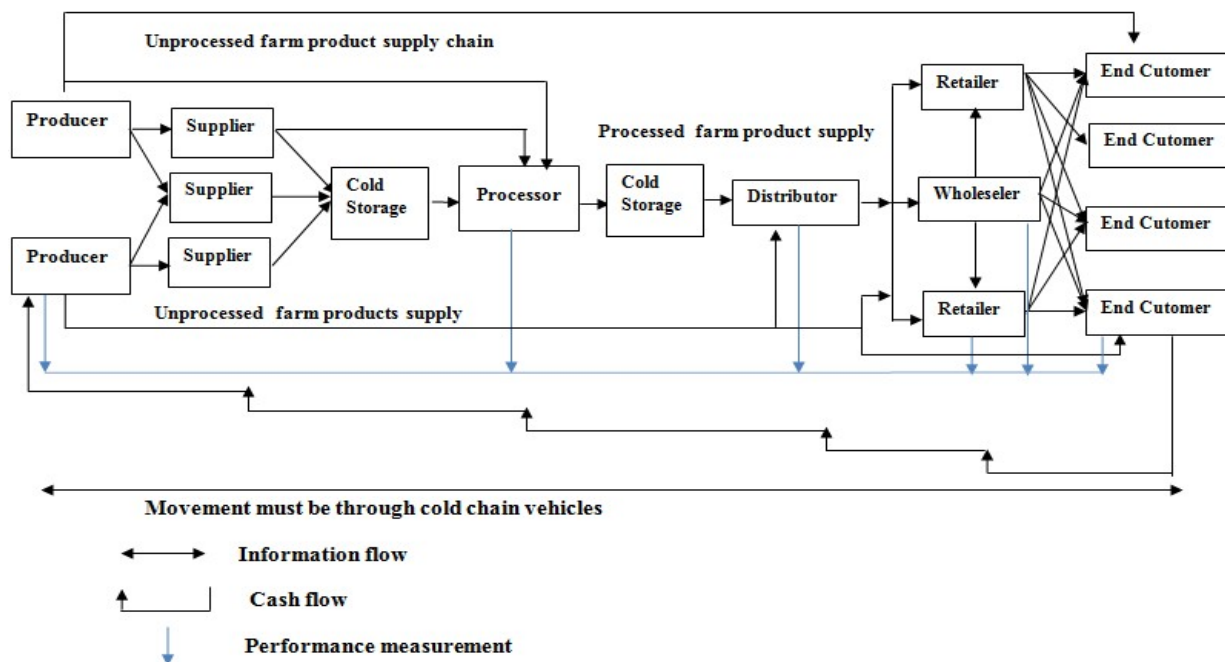 Unprocessed farm product supply chain
Producer
Supplier
Supplier
Producer
Supplier
Cold
Storage
Processor
Processed farm product supply
Cold
Storage
Distributor
Retailer
Wholeseler
Retailer
End Cutomer
End Cutomer
End Cutomer
End Cutomer
Unprocessed farm products supply
Movement must be through cold chain vehicles
Information flow
Cash flow
Performance measurement